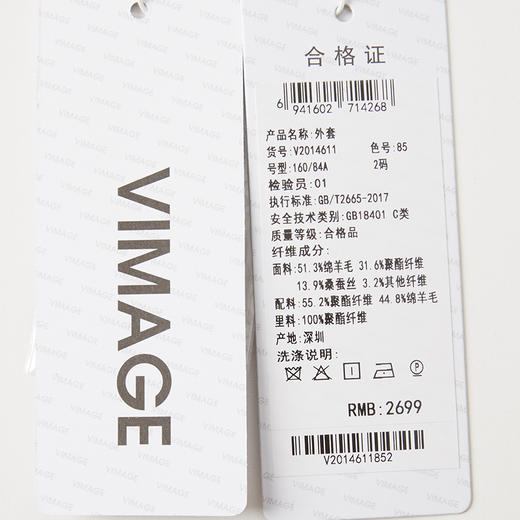 VIMAGE
合格证
6 941602 714268
产品名称:外套
货号:V2014611 色号:85
号型:160/84A 2码
检验员:01
执行标准:GB/T2665-2017
安全技术类别:GB18401 C类
质量等级:合格品
纤维成分:
面料:51.3%绵羊毛 31.6%聚酯纤维
13.9%桑蚕丝 3.2%其他纤维
配料:55.2%聚酯纤维 44.8%绵羊毛
里料:100%聚酯纤维
产地:深圳
洗涤说明:
P
RMB:2699
V2014611852